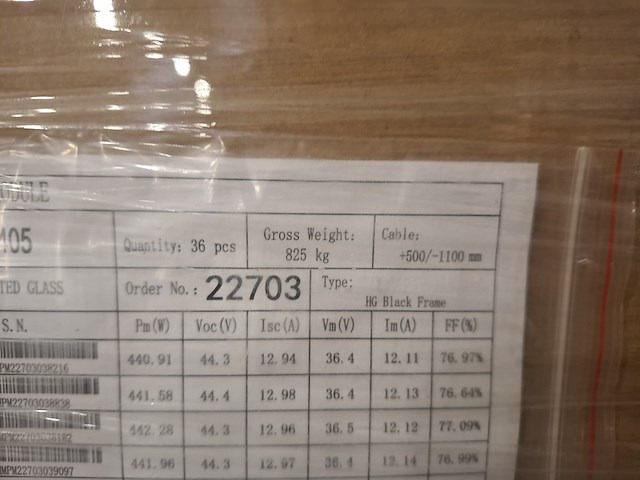 ODULE
405 Quantity: 36 pcs Gross Weight: 825 kg Cable: +500/-1100 mm
TED GLASS Order No.: 22703 Type: HG Black Frame
S.N. Pm(W) Voc(V) Isc(A) Vm(V) Im(A) FF(%)
440.91 44.3 12.94 36.4 12.11 76.97%
MPM22703038216
441.58 44.4 12.98 36.4 12.13 76.64%
MPM22703038838
442.28 44.3 12.96 36.5 12.12 77.09%
441.96 44.3 12.97 36.4 12.14 76.99%
MPM22703039097